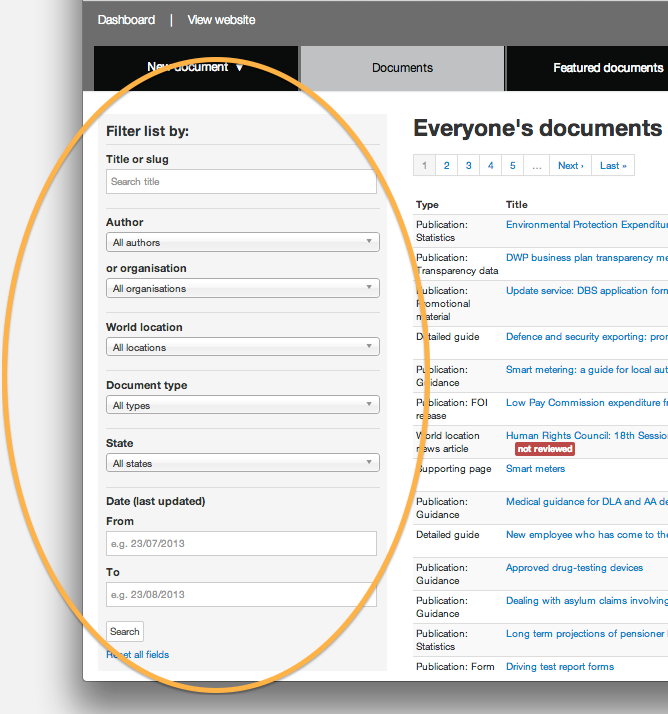 Dashboard | View website
New document ▼
Documents
Featured documents
Filter list by:
Title or slug
Search title
Author
All authors
or organisation
All organisations
World location
All locations
Document type
All types
State
All states
Date (last updated)
From
e.g. 23/07/2013
To
e.g. 23/08/2013
Search
Reset all fields
Everyone's documents
1 2 3 4 5 ... Next › Last »
Type Title
Publication: Environmental Protection Expenditur
Statistics
Publication: DWP business plan transparency me
Transparency data
Publication: Update service: DBS application form
Promotional
material
Detailed guide Defence and security exporting: pro
Publication: Smart metering: a guide for local aut
Guidance
Publication: FOI Low Pay Commission expenditure fr
release
World location Human Rights Council: 18th Sessio
news article not reviewed
Supporting page Smart meters
Publication: Medical guidance for DLA and AA de
Guidance
Detailed guide New employee who has come to the
Publication: Approved drug-testing devices
Guidance
Publication: Dealing with asylum claims involving
Guidance
Publication: Long term projections of pensioner
Statistics
Publication: Form Driving test report forms